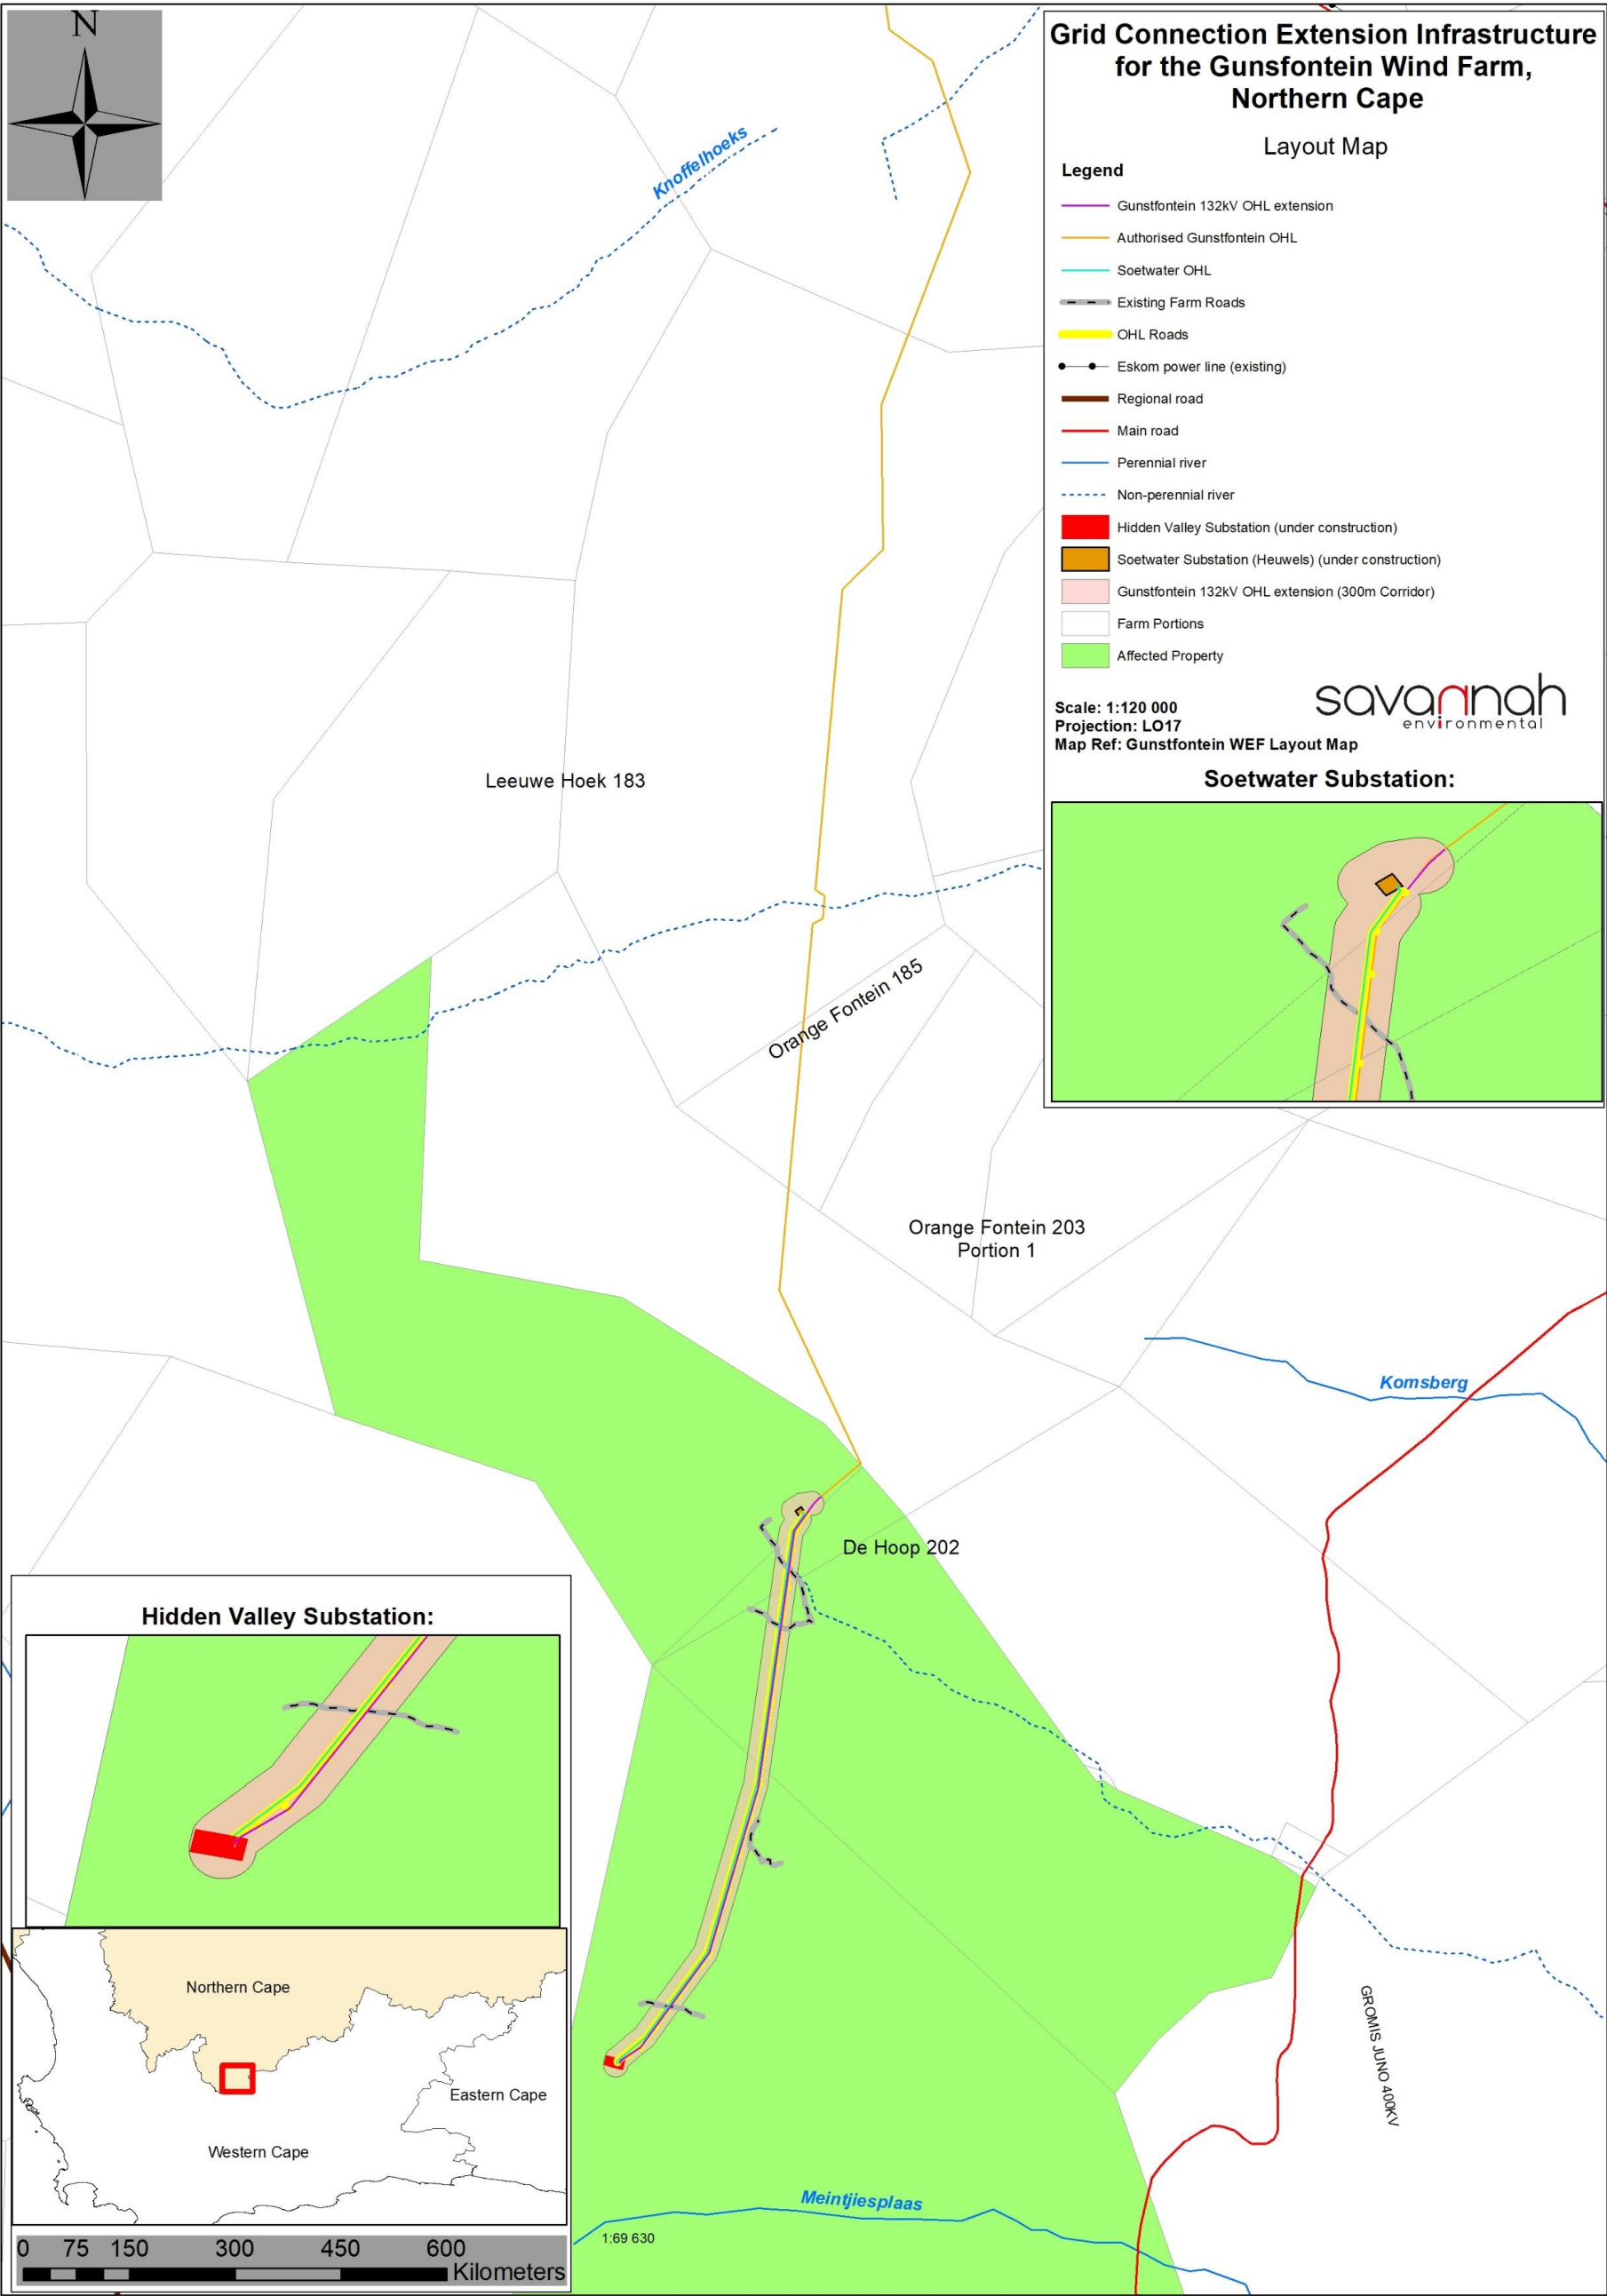 N
Grid Connection Extension Infrastructure
for the Gunsfontein Wind Farm,
Northern Cape
Layout Map
Legend
Gunstfontein 132kV OHL extension
Authorised Gunstfontein OHL
Soetwater OHL
Existing Farm Roads
OHL Roads
Eskom power line (existing)
Regional road
Main road
Perennial river
Non-perennial river
Hidden Valley Substation (under construction)
Soetwater Substation (Heuwels) (under construction)
Gunstfontein 132kV OHL extension (300m Corridor)
Farm Portions
Affected Property
savannah
environmental
Scale: 1:120 000
Projection: LO17
Map Ref: Gunstfontein WEF Layout Map
Soetwater Substation:
Knoffelhoeks
Leeuwe Hoek 183
Orange Fontein 185
Orange Fontein 203
Portion 1
Komsberg
De Hoop 202
Hidden Valley Substation:
Northern Cape
Eastern Cape
Western Cape
GROMIS JUNO 400KV
Meintjiesplaas
1:69 630
0 75 150 300 450 600
Kilometers